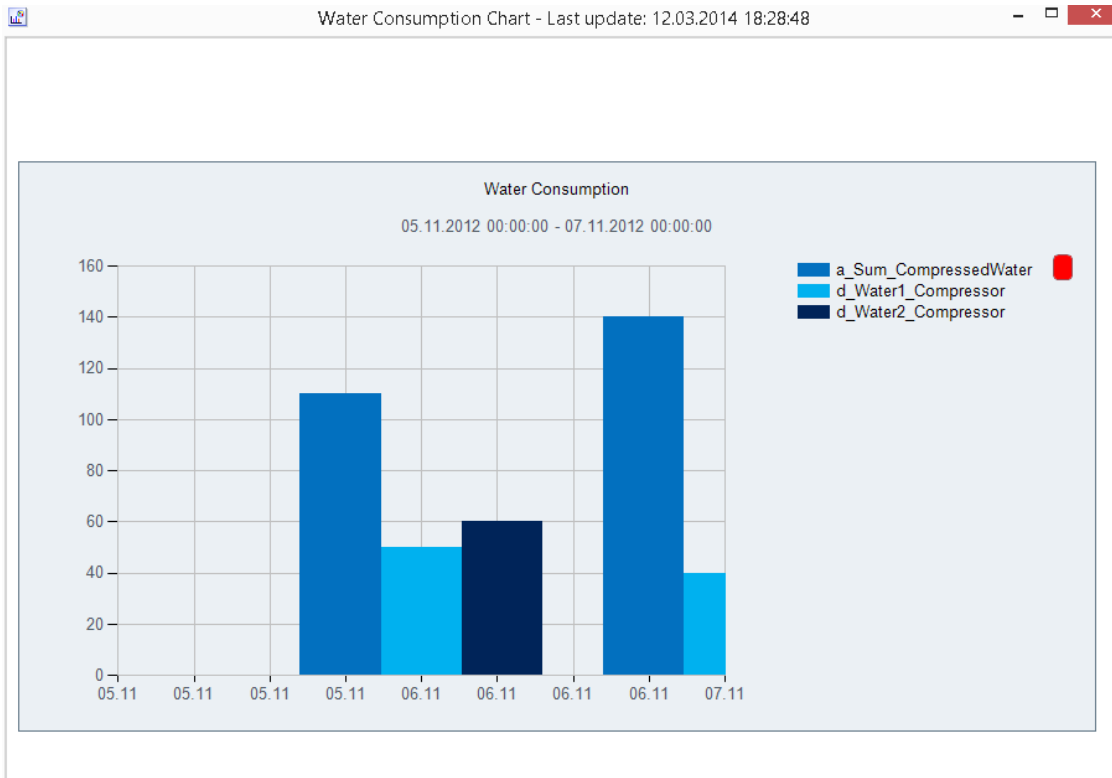 Water Consumption Chart - Last update: 12.03.2014 18:28:48
Water Consumption
05.11.2012 00:00:00 - 07.11.2012 00:00:00
a_Sum_CompressedWater
d_Water1_Compressor
d_Water2_Compressor
160
140
120
100
80
60
40
20
0
05.11 05.11 05.11 05.11 06.11 06.11 06.11 06.11 07.11